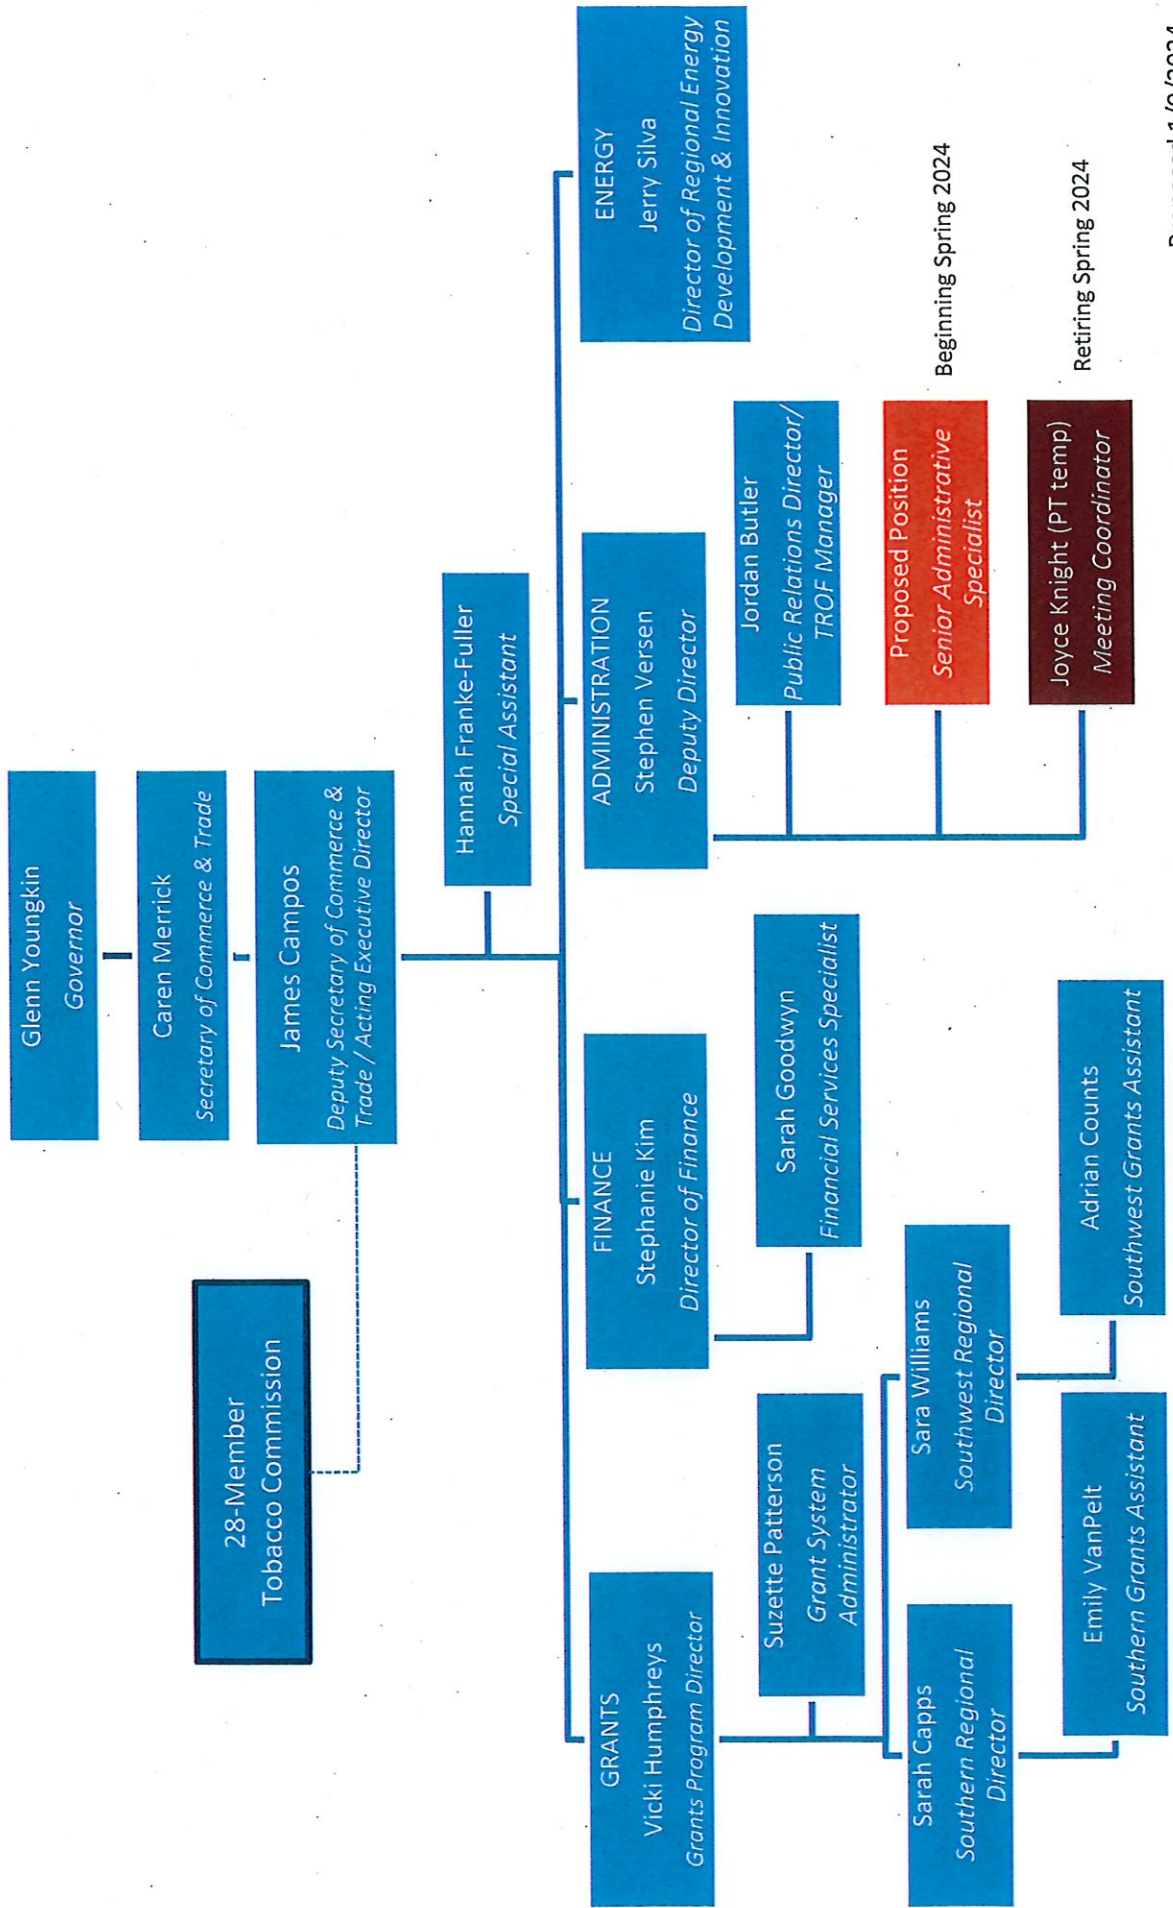 Glenn Youngkin
Governor
Caren Merrick
Secretary of Commerce & Trade
James Campos
Deputy Secretary of Commerce &
Trade / Acting Executive Director
28-Member
Tobacco Commission
Hannah Franke-Fuller
Special Assistant
GRANTS
Vicki Humphreys
Grants Program Director
FINANCE
Stephanie Kim
Director of Finance
ADMINISTRATION
Stephen Versen
Deputy Director
ENERGY
Jerry Silva
Director of Regional Energy
Development & Innovation
Suzette Patterson
Grant System
Administrator
Sarah Goodwyn
Financial Services Specialist
Jordan Butler
Public Relations Director/
TROF Manager
Sarah Capps
Southern Regional
Director
Sara Williams
Southwest Regional
Director
Proposed Position
Senior Administrative
Specialist
Beginning Spring 2024
Emily VanPelt
Southern Grants Assistant
Adrian Counts
Southwest Grants Assistant
Joyce Knight (PT temp)
Meeting Coordinator
Retiring Spring 2024